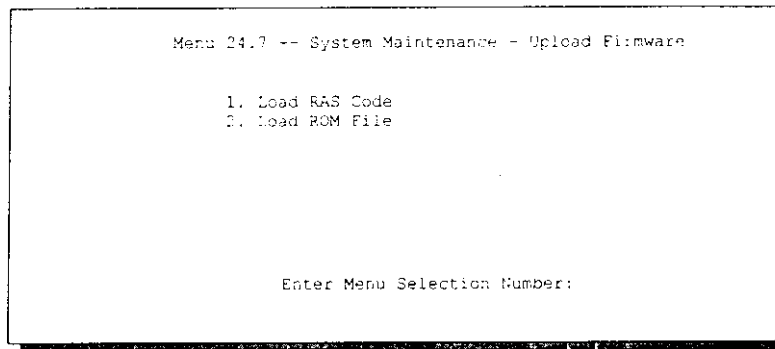 Menu 24.7 -- System Maintenance - Upload Firmware
1. Load RAS Code
2. Load ROM File
Enter Menu Selection Number: